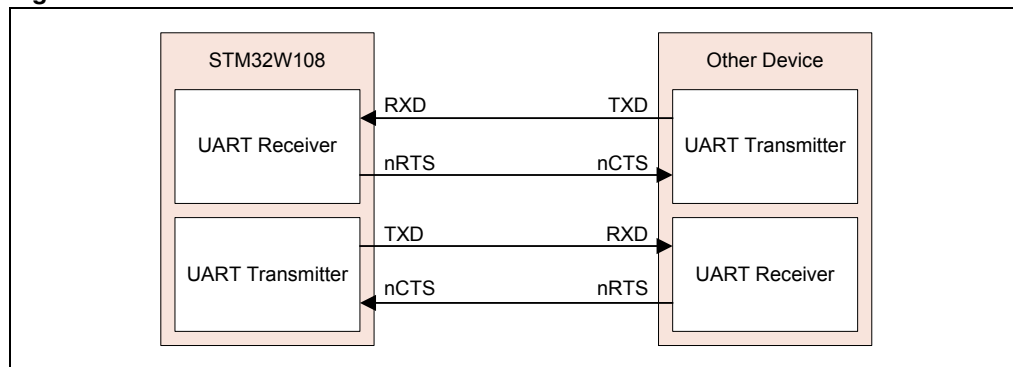 STM32W108
Other Device
RXD TXD
UART Receiver
UART Transmitter
nRTS nCTS
TXD RXD
UART Transmitter
UART Receiver
nCTS nRTS